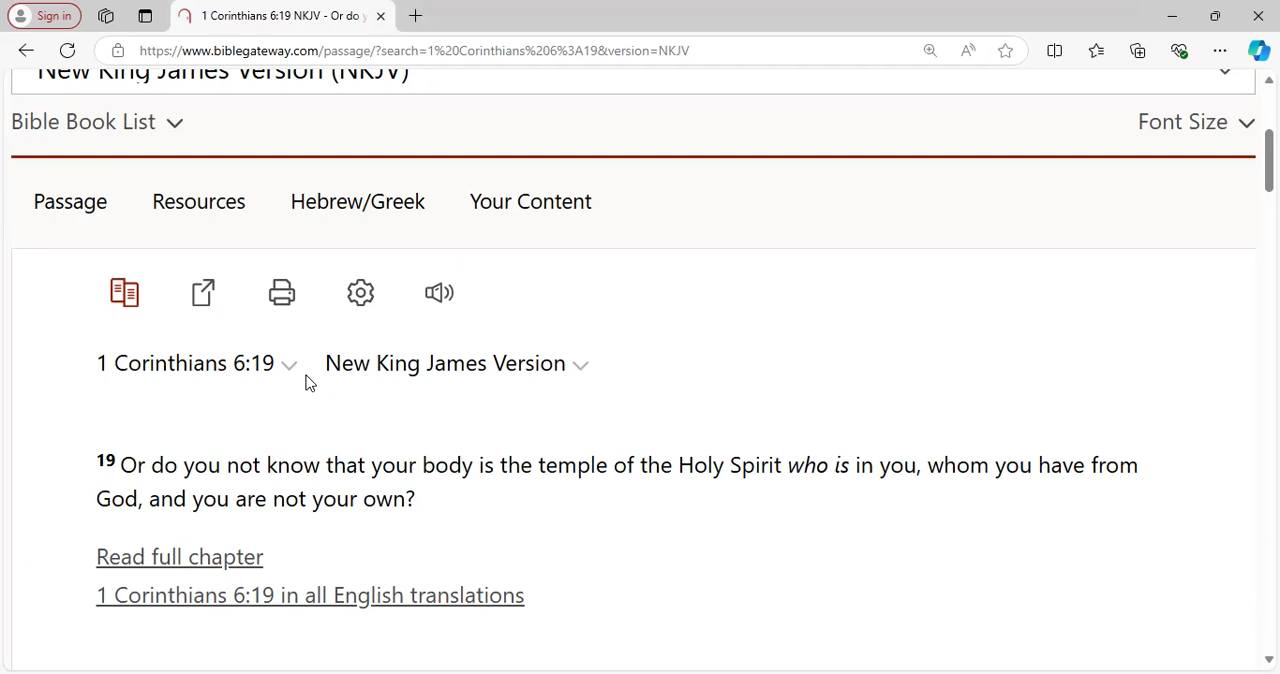 Sign in
1 Corinthians 6:19 NKJV - Or do y
https://www.biblegateway.com/passage/?search=1%20Corinthians%206%3A19&version=NKJV
New King James Version (NKJV)
Bible Book List
Font Size
Passage Resources Hebrew/Greek Your Content
1 Corinthians 6:19 New King James Version
19 Or do you not know that your body is the temple of the Holy Spirit who is in you, whom you have from
God, and you are not your own?
Read full chapter
1 Corinthians 6:19 in all English translations